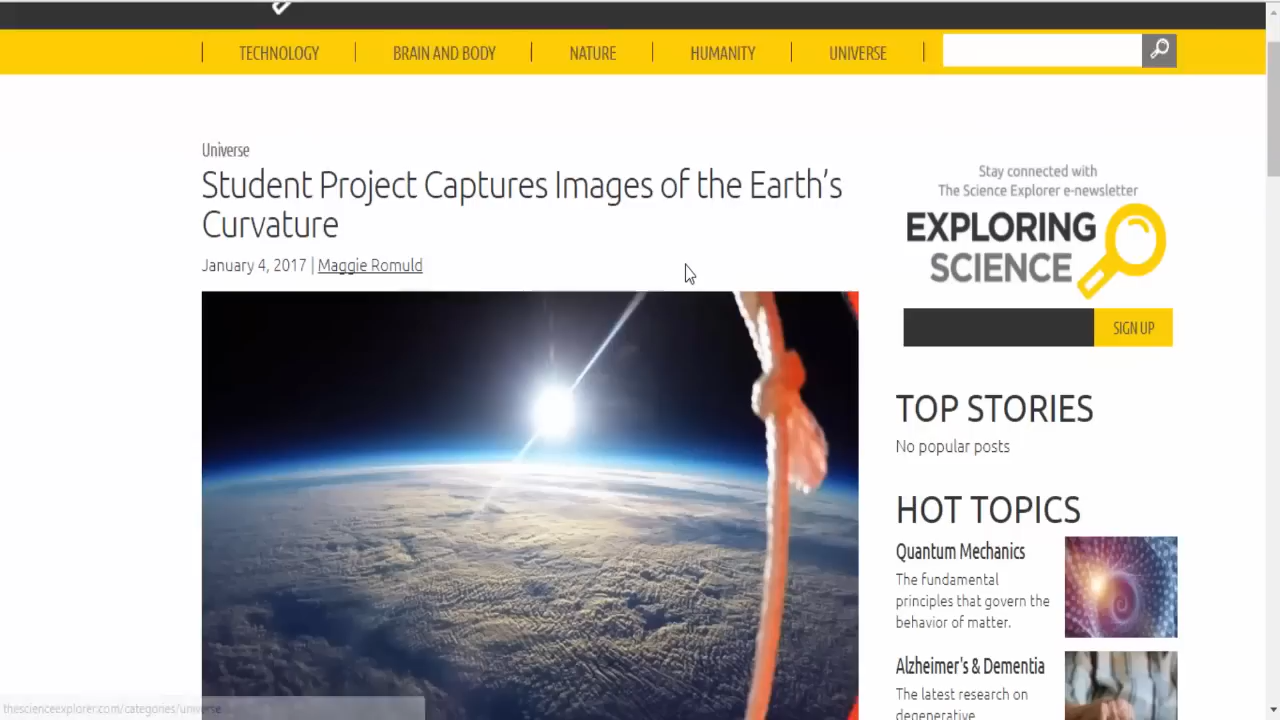 TECHNOLOGY
BRAIN AND BODY
NATURE
HUMANITY
UNIVERSE
Universe
Student Project Captures Images of the Earth’s
Curvature
January 4, 2017 | Maggie Romuld
Stay connected with
The Science Explorer e-newsletter
EXPLORING
SCIENCE
SIGN UP
TOP STORIES
No popular posts
HOT TOPICS
Quantum Mechanics
The fundamental
principles that govern the
behavior of matter.
Alzheimer's & Dementia
The latest research on
degenerative
thescienceexplorer.com/categories/universe